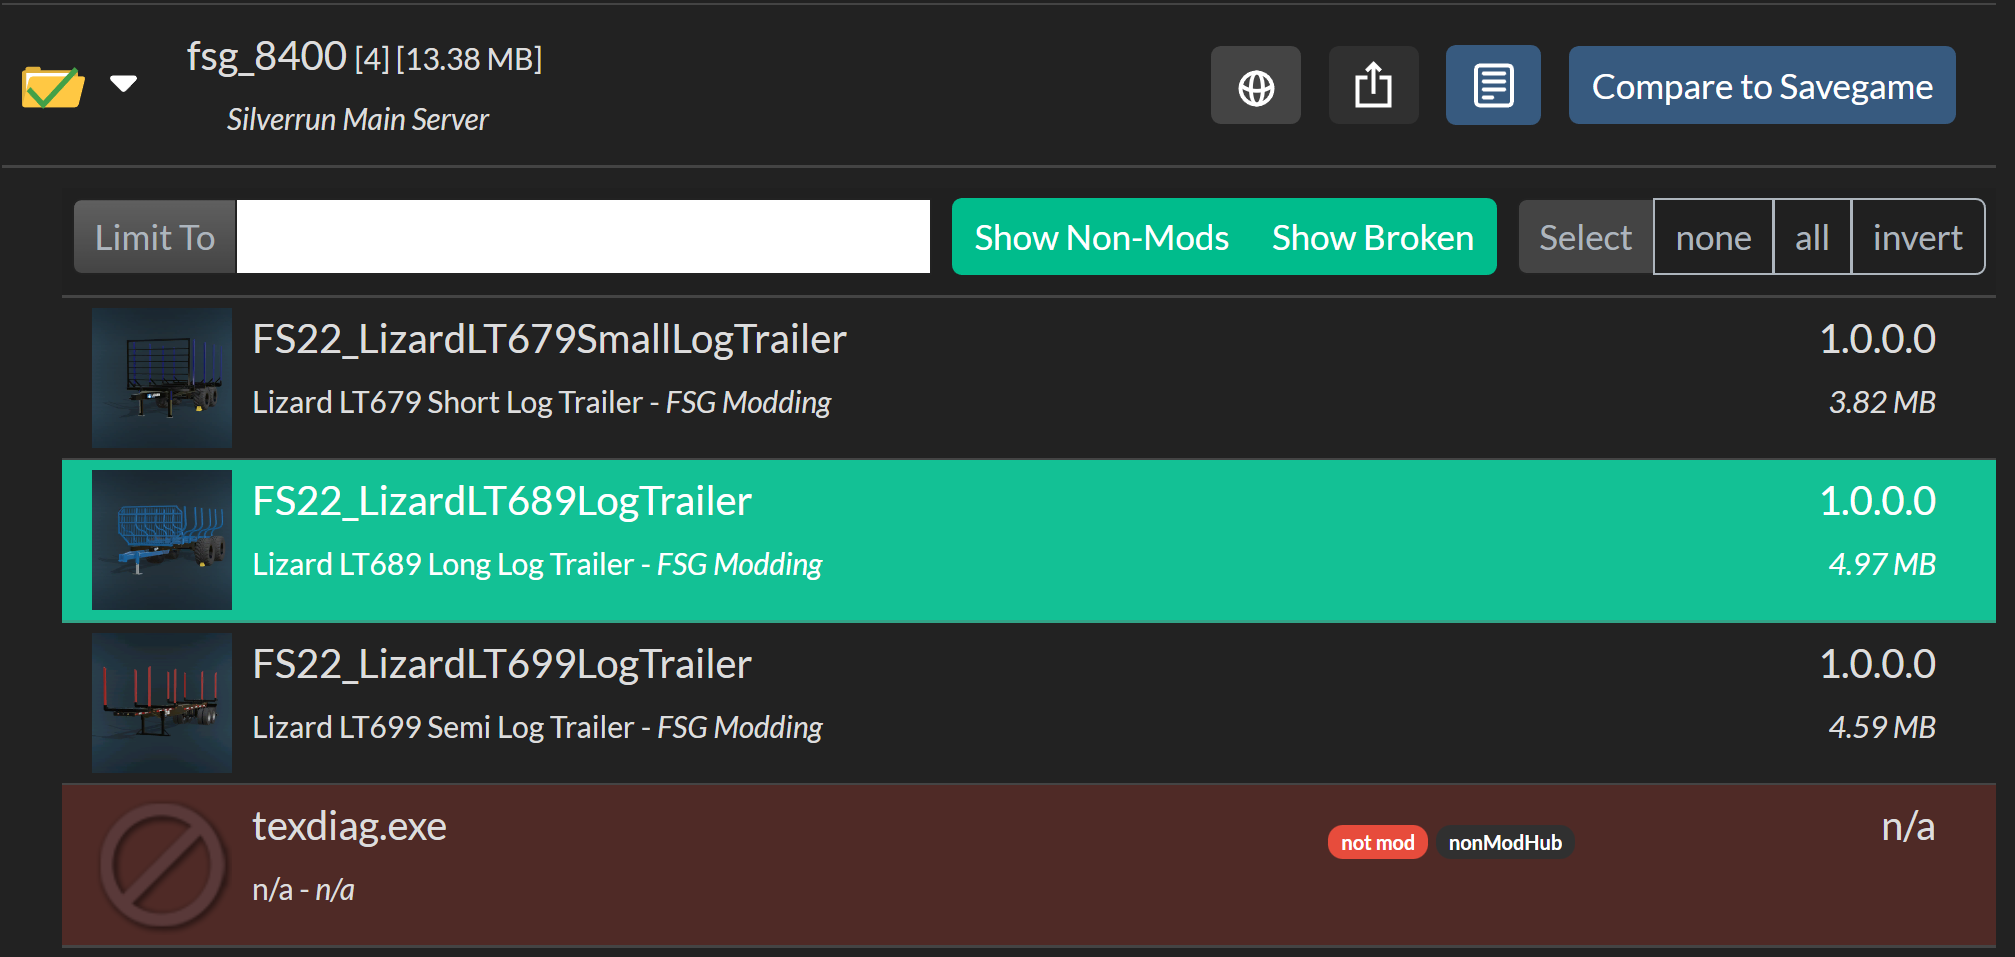 fsg_8400 [4] [13.38 MB]
Silverrun Main Server
Compare to Savegame
Limit To
Show Non-Mods Show Broken
Select none all invert
FS22_LizardLT679SmallLogTrailer 1.0.0.0
Lizard LT679 Short Log Trailer - FSG Modding 3.82 MB
FS22_LizardLT689LogTrailer 1.0.0.0
Lizard LT689 Long Log Trailer - FSG Modding 4.97 MB
FS22_LizardLT699LogTrailer 1.0.0.0
Lizard LT699 Semi Log Trailer - FSG Modding 4.59 MB
texdiag.exe not mod nonModHub n/a
n/a - n/a